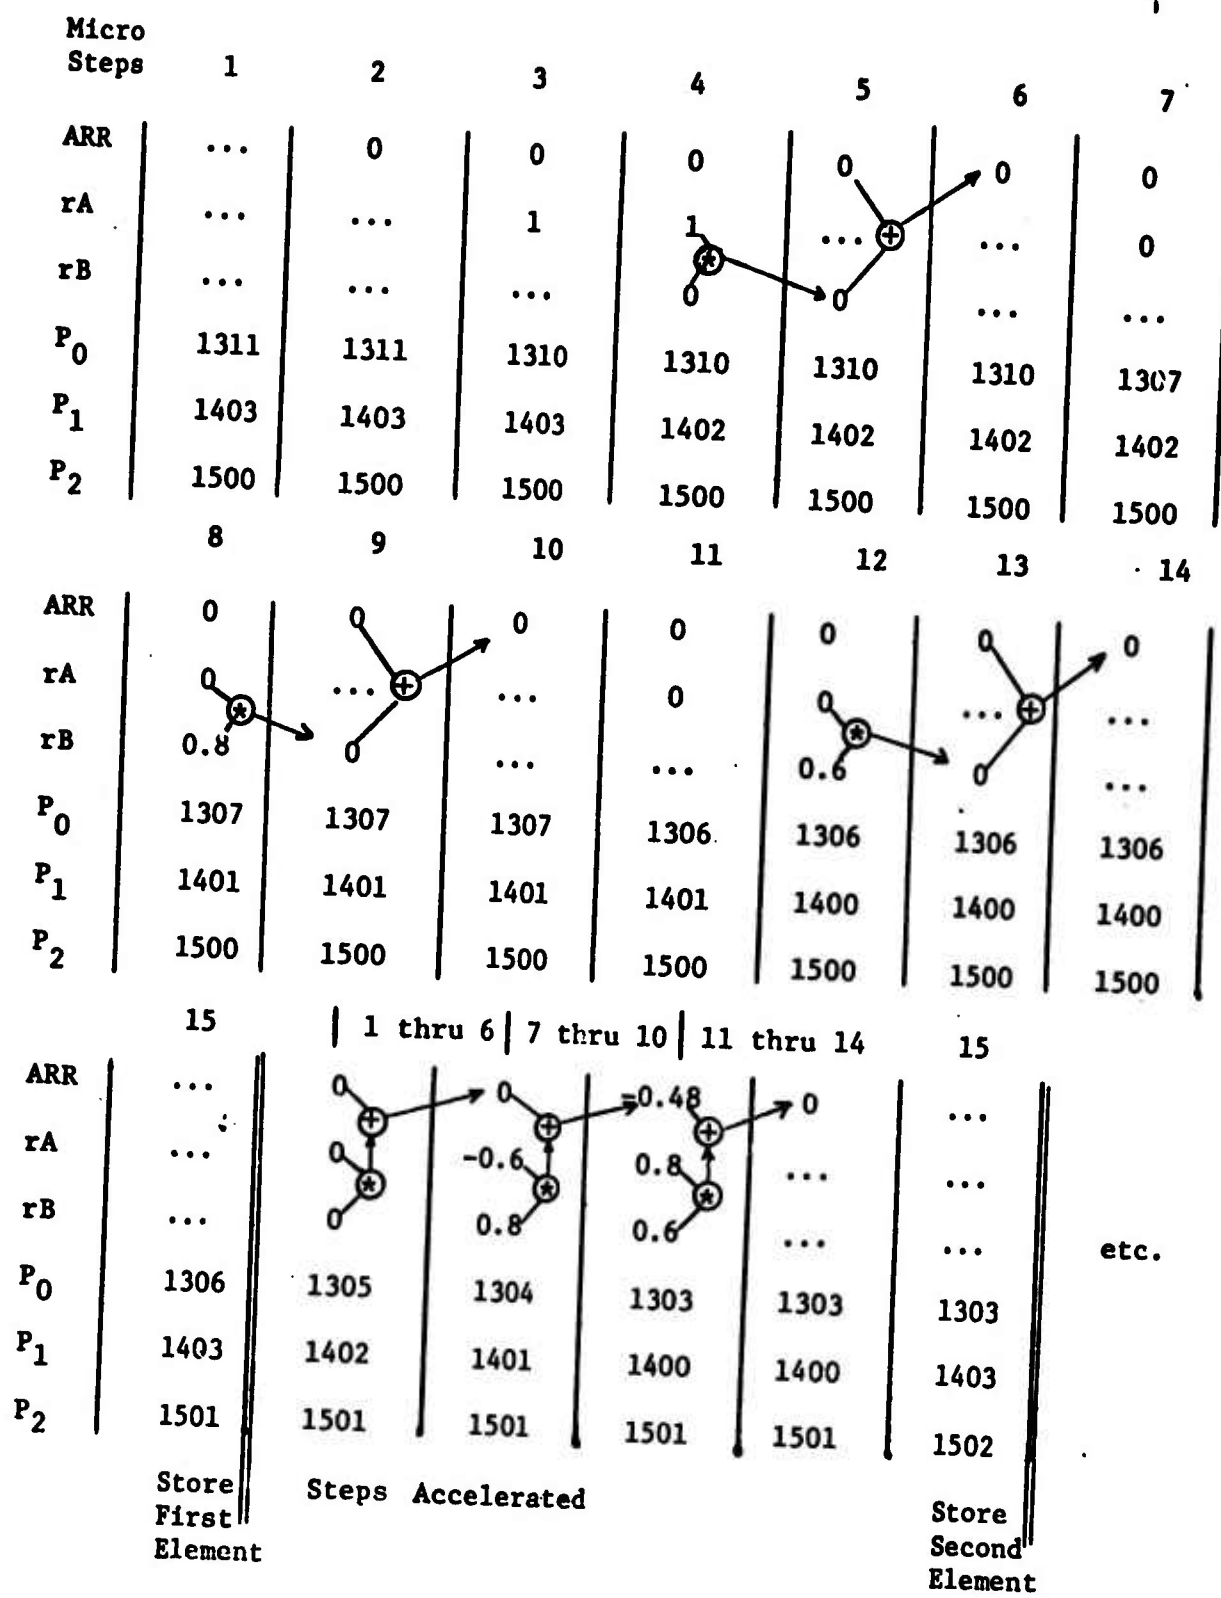 Micro
Steps 1 2 3 4 5 6 7
ARR ... 0 0 0 0 0 0
rA ... ... 1 1 ... ... 0
rB ... ... ... 0 0 ... ...
P0 1311 1311 1310 1310 1310 1310 1307
P1 1403 1403 1403 1402 1402 1402 1402
P2 1500 1500 1500 1500 1500 1500 1500
8 9 10 11 12 13 14
ARR 0 0 0 0 0 0 0
rA 0 ... ... 0 0 ... ...
rB 0.8 0 ... ... 0.6 0 ...
P0 1307 1307 1307 1306 1306 1306 1306
P1 1401 1401 1401 1401 1400 1400 1400
P2 1500 1500 1500 1500 1500 1500 1500
15 1 thru 6 7 thru 10 11 thru 14 15
ARR ... 0 0 -0.48 0 ...
rA ... 0 -0.6 0.8 ... ...
rB ... 0 0.8 0.6 ... ...
etc.
P0 1306 1305 1304 1303 1303 1303
P1 1403 1402 1401 1400 1400 1403
P2 1501 1501 1501 1501 1501 1502
Store
First
Element
Steps Accelerated
Store
Second
Element